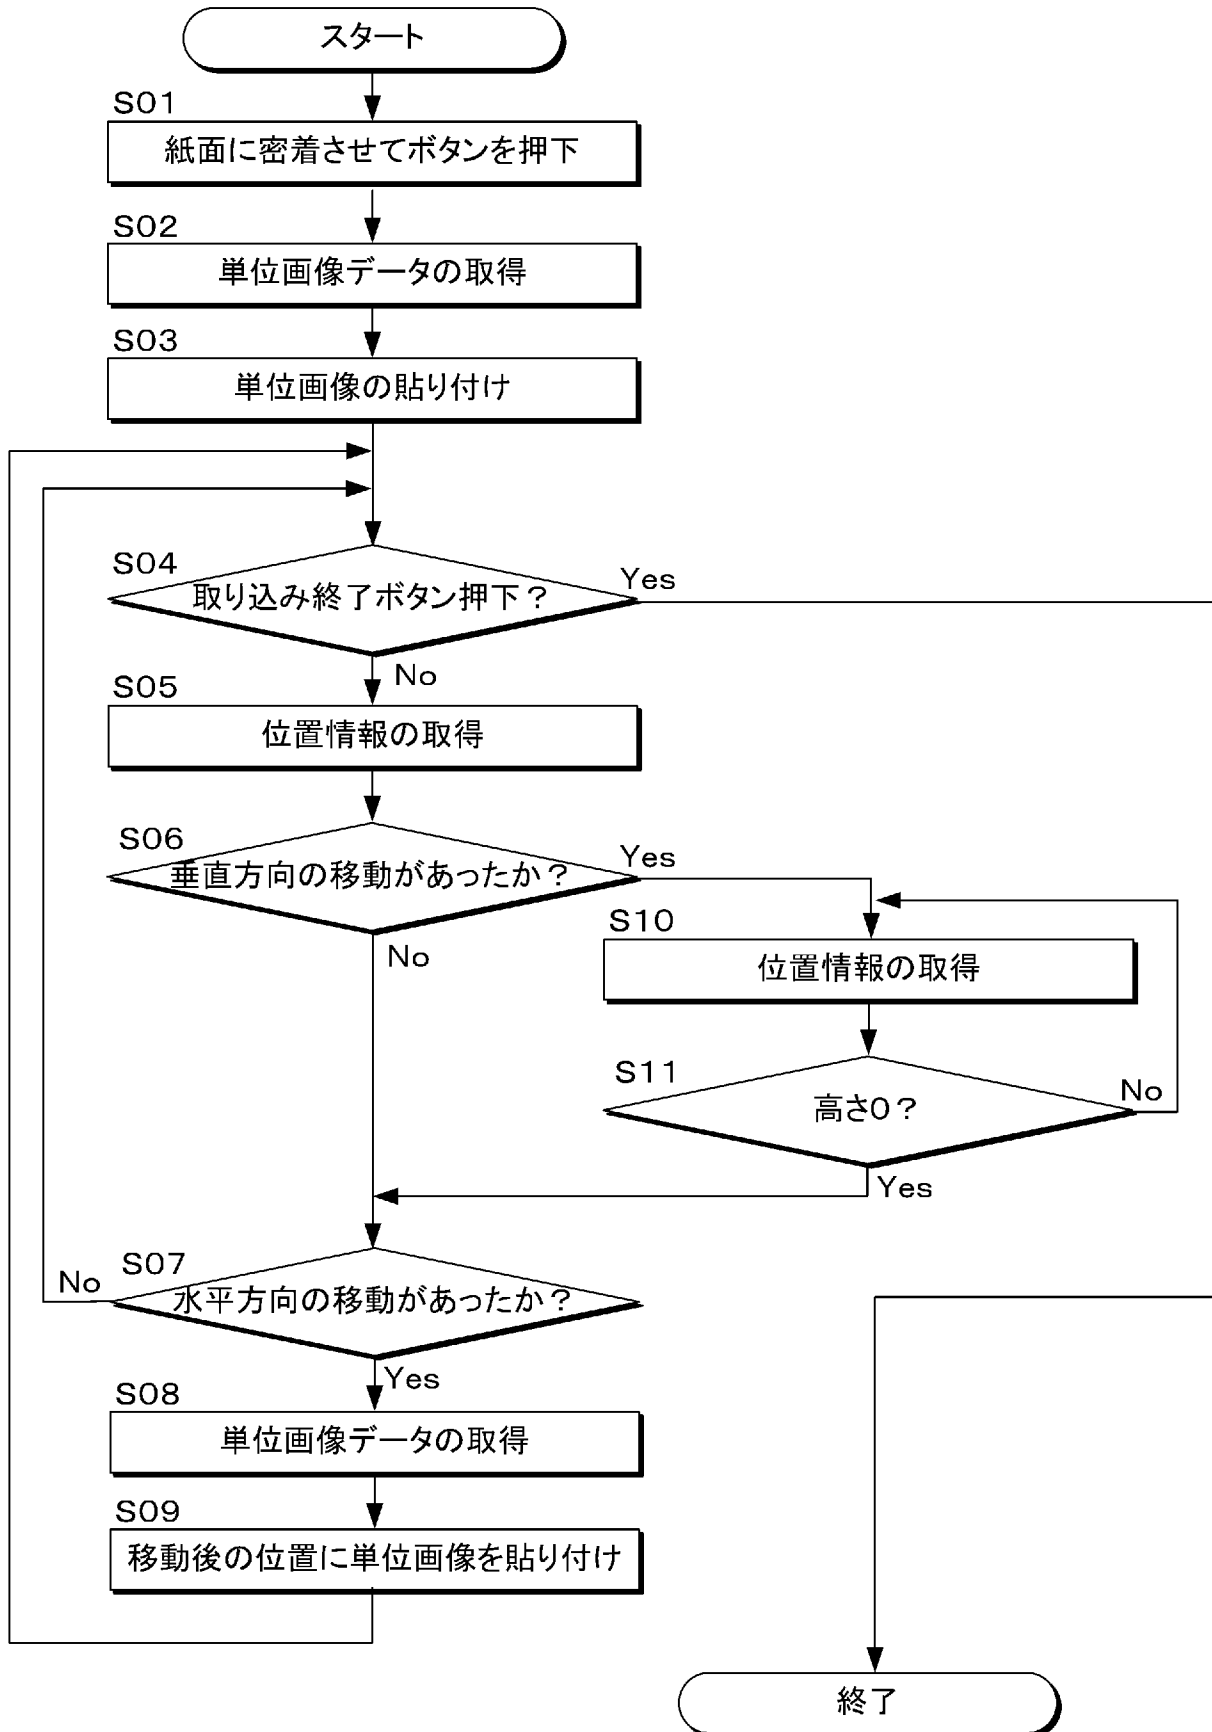 スタート
S01
紙面に密着させてボタンを押下
S02
単位画像データの取得
S03
単位画像の貼り付け
S04
取り込み終了ボタン押下？
Yes
No
S05
位置情報の取得
S06
垂直方向の移動があったか？
Yes
No
S10
位置情報の取得
S11
高さ0？
No
Yes
S07
水平方向の移動があったか？
No
Yes
S08
単位画像データの取得
S09
移動後の位置に単位画像を貼り付け
終了